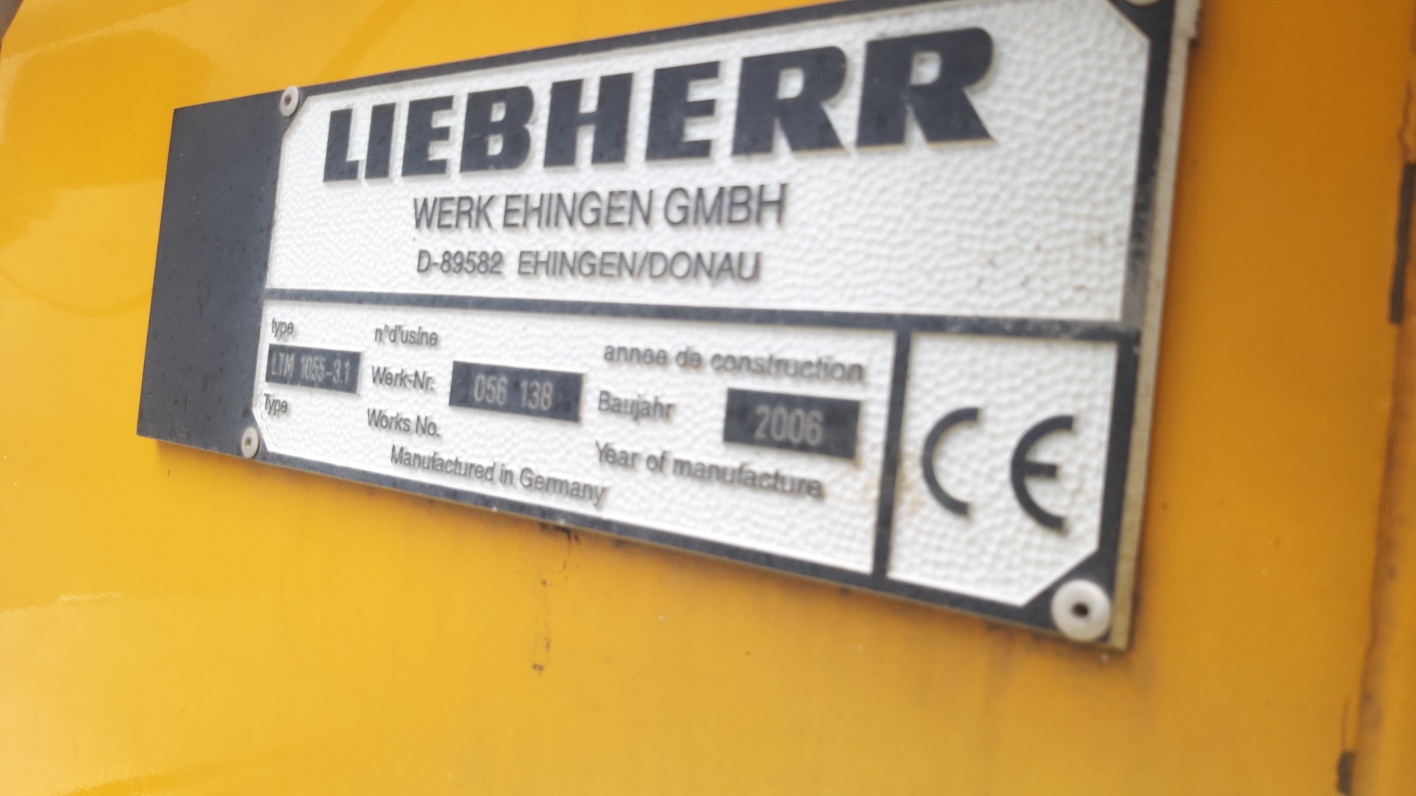 LIEBHERR
WERK EHINGEN GMBH
D-89582 EHINGEN/DONAU
type
LTM 1055-3.1
Type
n°d'usine
Werk-Nr. 056 138
Works No.
annee de construction
Baujahr 2006
Year of manufacture
Manufactured in Germany
CE